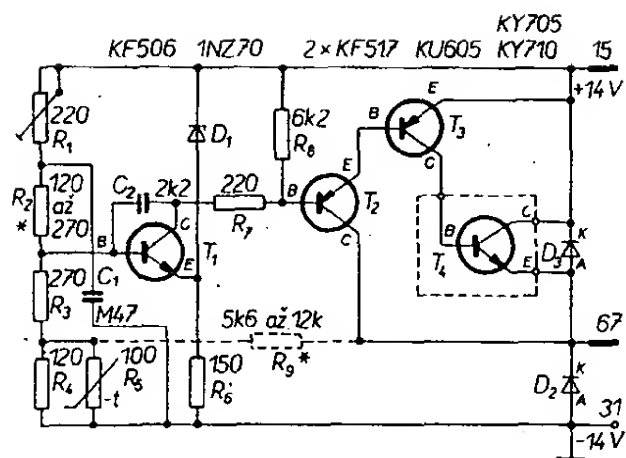 KY705
KF506 1NZ70 2×KF517 KU605 KY710 15
+14V
220
R1
D1
6k2
R8
B
E
T3
C
R2
120
až
270
*
C2
2k2
220
R7
B
E
T2
C
B
C
T1
E
B
T4
C
E
K
D3
A
270
R3
C1
M47
5k6 až 12k
R9*
67
120
R4
100
R5
-t
150
R6
D2
K
A
31
-14V